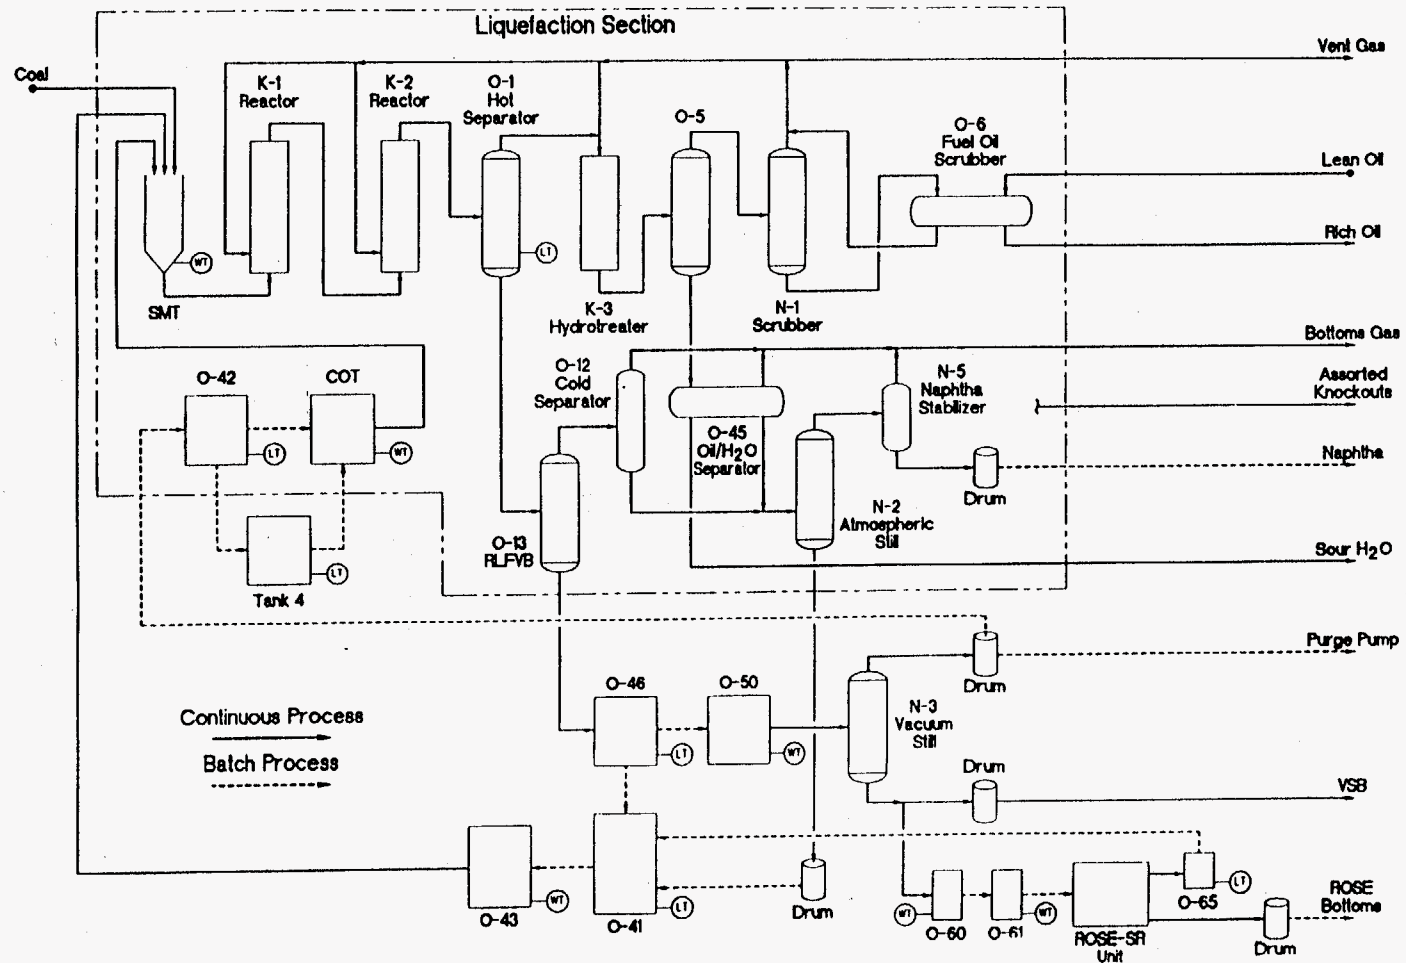 Liquefaction Section
Vent Gas
Coal
K-1
Reactor
K-2
Reactor
O-1
Hot
Separator
O-5
O-6
Fuel Oil
Scrubber
Lean Oil
Rich Oil
LT
WT
SMT
K-3
Hydrotreater
N-1
Scrubber
Bottoms Gas
O-42
COT
O-12
Cold
Separator
N-5
Naphtha
Stabilizer
Assorted
Knockouts
O-45
Oil/H2O
Separator
LT
WT
Naphtha
Drum
N-2
Atmospheric
Still
O-13
RLFVB
Sour H2O
LT
Tank 4
Purge Pump
Drum
O-46
O-50
N-3
Vacuum
Still
Continuous Process
LT
WT
Batch Process
Drum
VSB
O-43
WT
O-41
LT
Drum
WT
O-60
O-61
WT
ROSE-SR
Unit
O-65
LT
Drum
ROSE
Bottoms